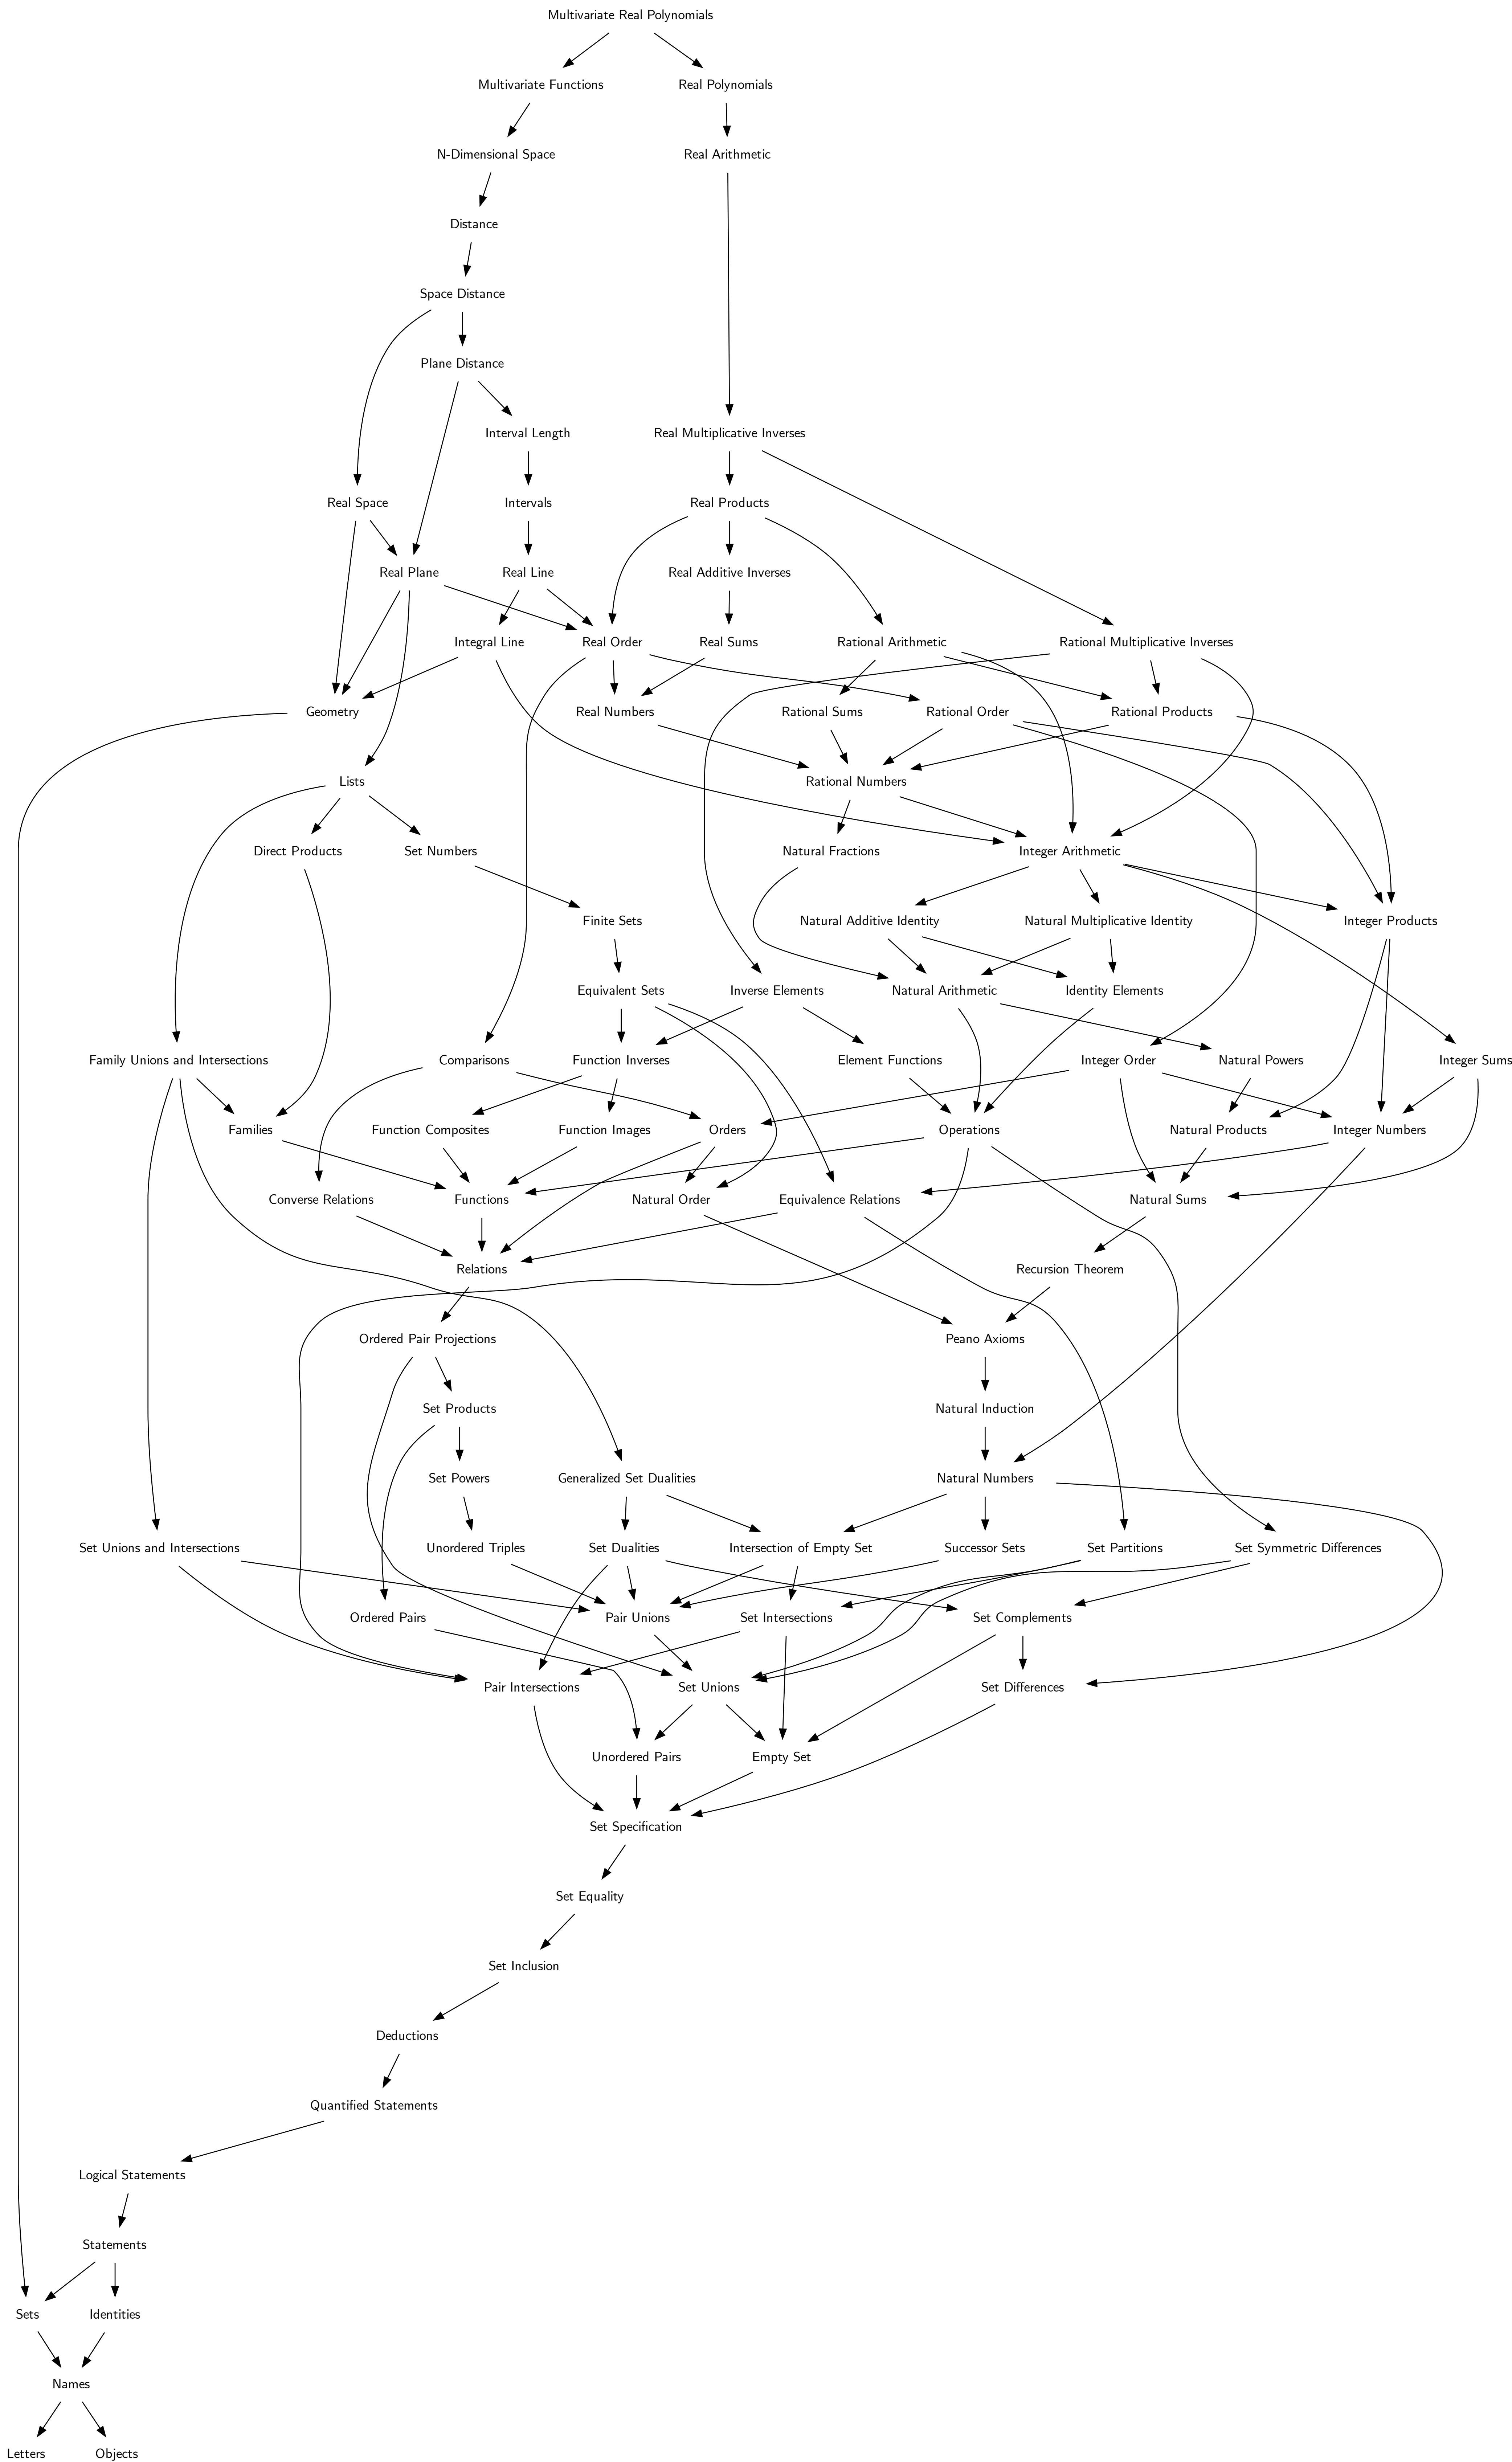 Multivariate Real Polynomials
Multivariate Functions
Real Polynomials
N-Dimensional Space
Real Arithmetic
Distance
Space Distance
Plane Distance
Interval Length
Real Multiplicative Inverses
Real Space
Intervals
Real Products
Real Plane
Real Line
Real Additive Inverses
Integral Line
Real Order
Real Sums
Rational Arithmetic
Rational Multiplicative Inverses
Geometry
Real Numbers
Rational Sums
Rational Order
Rational Products
Lists
Rational Numbers
Direct Products
Set Numbers
Natural Fractions
Integer Arithmetic
Finite Sets
Natural Additive Identity
Natural Multiplicative Identity
Integer Products
Equivalent Sets
Inverse Elements
Natural Arithmetic
Identity Elements
Family Unions and Intersections
Comparisons
Function Inverses
Element Functions
Integer Order
Natural Powers
Integer Sums
Families
Function Composites
Function Images
Orders
Operations
Natural Products
Integer Numbers
Converse Relations
Functions
Natural Order
Equivalence Relations
Natural Sums
Relations
Recursion Theorem
Ordered Pair Projections
Peano Axioms
Set Products
Natural Induction
Set Powers
Generalized Set Dualities
Natural Numbers
Set Unions and Intersections
Unordered Triples
Set Dualities
Intersection of Empty Set
Successor Sets
Set Partitions
Set Symmetric Differences
Ordered Pairs
Pair Unions
Set Intersections
Set Complements
Pair Intersections
Set Unions
Set Differences
Unordered Pairs
Empty Set
Set Specification
Set Equality
Set Inclusion
Deductions
Quantified Statements
Logical Statements
Statements
Sets
Identities
Names
Letters
Objects